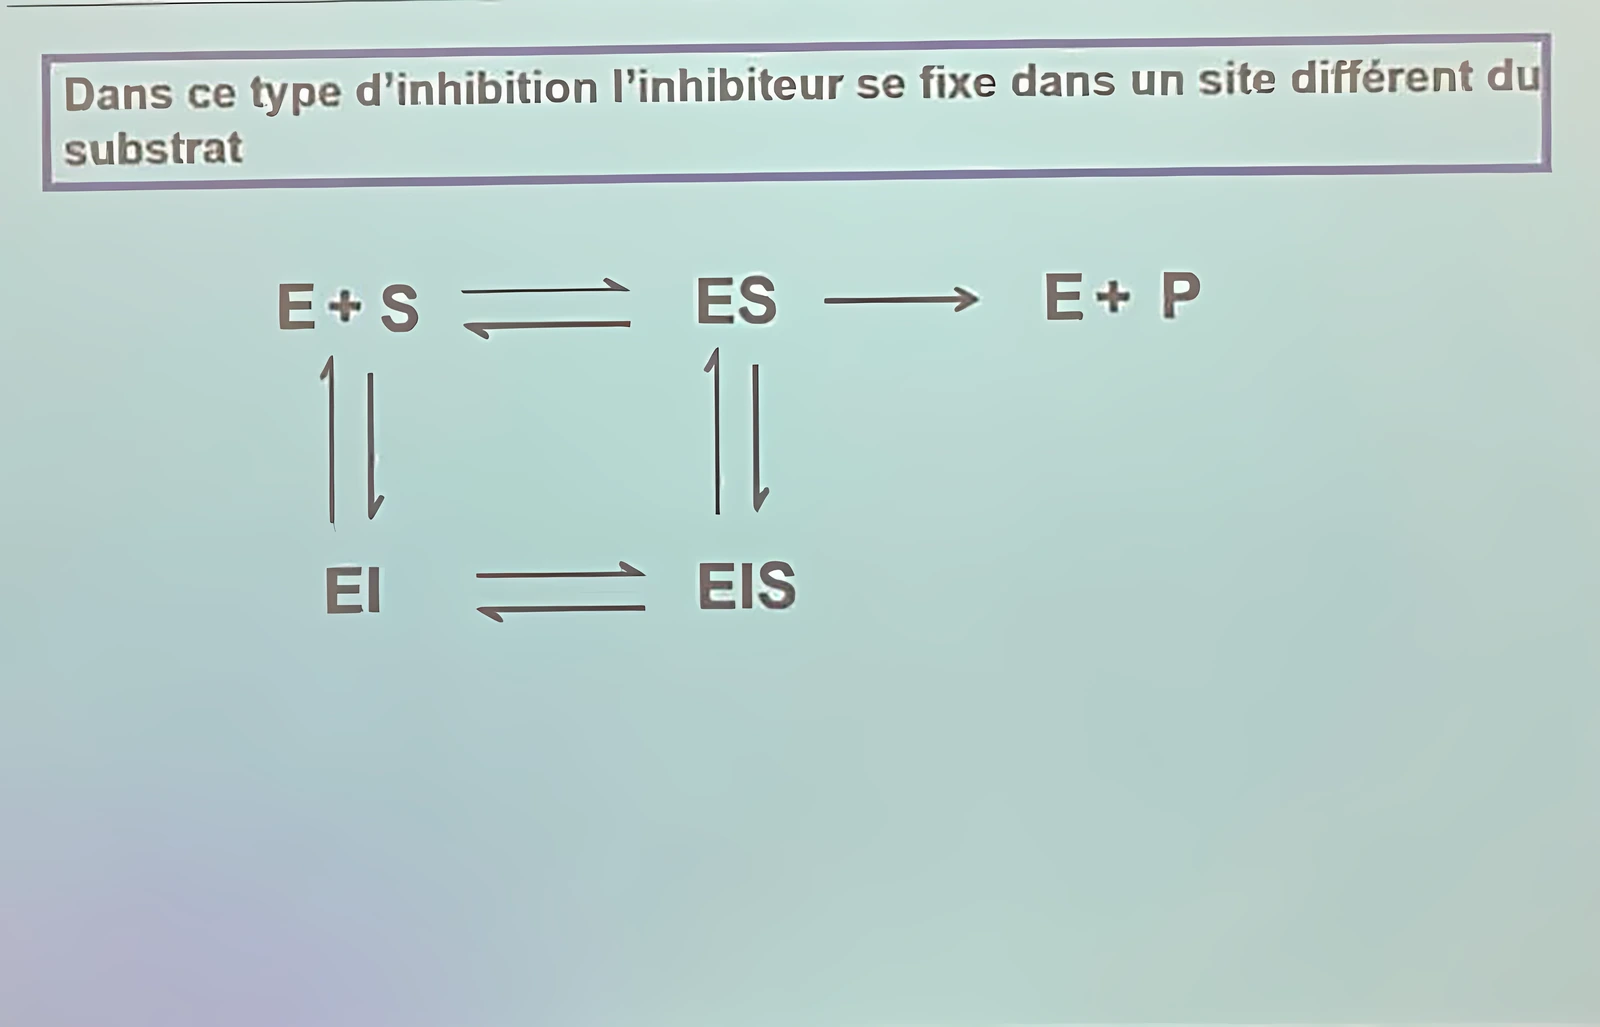 Dans ce type d'inhibition l'inhibiteur se fixe dans un site différent du
substrat
E + S ⇌ ES ⟶ E + P
EI ⇌ EIS